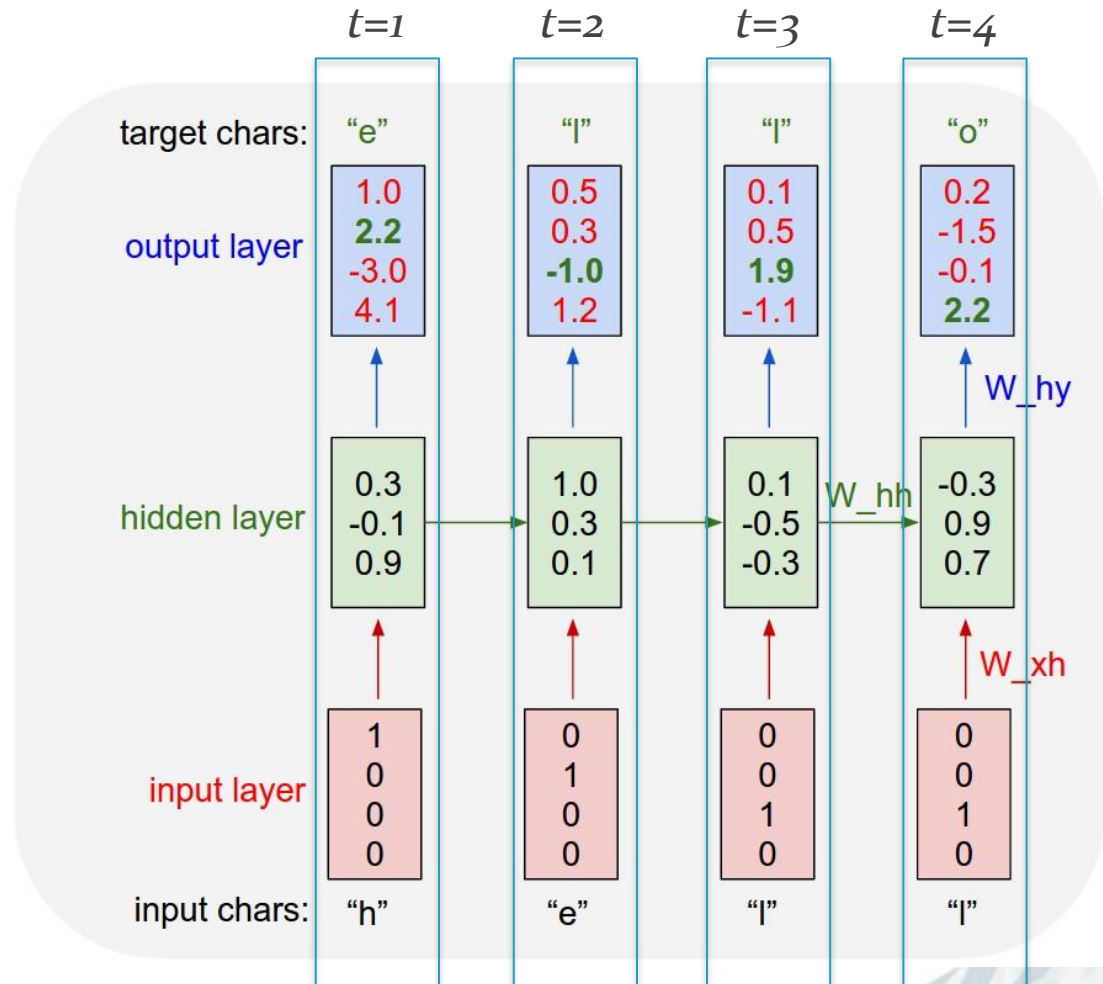 t=1 t=2 t=3 t=4
target chars: “e” “l” “l” “o”
1.0 0.5 0.1 0.2
2.2 0.3 0.5 -1.5
output layer
-3.0 -1.0 1.9 -0.1
4.1 1.2 -1.1 2.2
W_hy
0.3 1.0 0.1 -0.3
W_hh
hidden layer -0.1 0.3 -0.5 0.9
0.9 0.1 -0.3 0.7
W_xh
1 0 0 0
0 1 0 0
input layer
0 0 1 1
0 0 0 0
input chars: “h” “e” “l” “l”